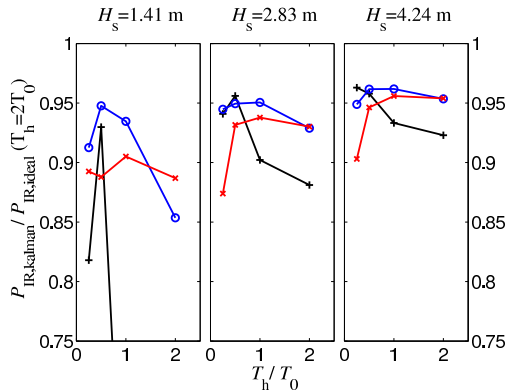 H_s=1.41 m H_s=2.83 m H_s=4.24 m
P_IR,kalman / P_IR,ideal (T_h=2T_0)
1 1
0.95 0.95
0.9 0.9
0.85 0.85
0.8 0.8
0.75 0.75
0 1 2 0 1 2 0 1 2
T_h/T_0